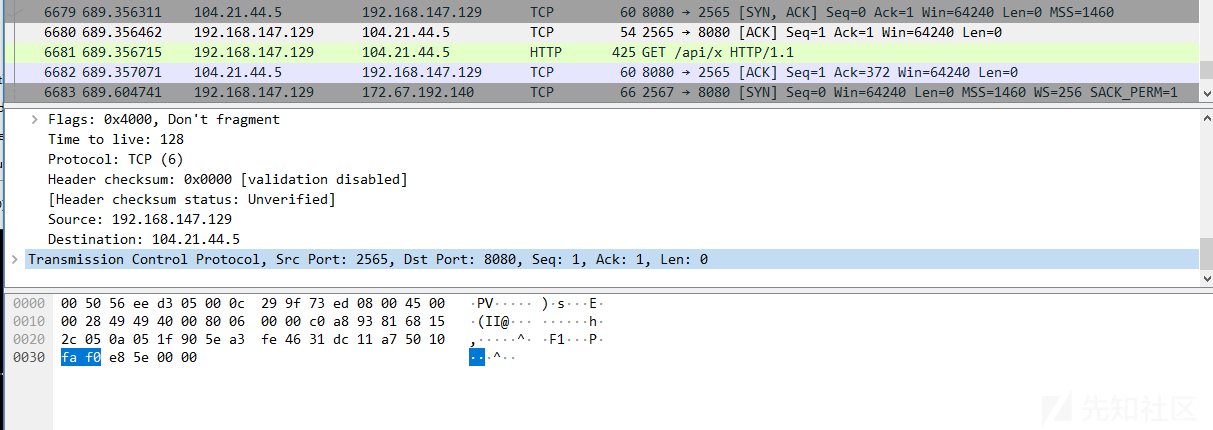 6679 689.356311 104.21.44.5 192.168.147.129 TCP 60 8080 → 2565 [SYN, ACK] Seq=0 Ack=1 Win=64240 Len=0 MSS=1460
6680 689.356462 192.168.147.129 104.21.44.5 TCP 54 2565 → 8080 [ACK] Seq=1 Ack=1 Win=64240 Len=0
6681 689.356715 192.168.147.129 104.21.44.5 HTTP 425 GET /api/x HTTP/1.1
6682 689.357071 104.21.44.5 192.168.147.129 TCP 60 8080 → 2565 [ACK] Seq=1 Ack=372 Win=64240 Len=0
6683 689.604741 192.168.147.129 172.67.192.140 TCP 66 2567 → 8080 [SYN] Seq=0 Win=64240 Len=0 MSS=1460 WS=256 SACK_PERM=1
Flags: 0x4000, Don't fragment
Time to live: 128
Protocol: TCP (6)
Header checksum: 0x0000 [validation disabled]
[Header checksum status: Unverified]
Source: 192.168.147.129
Destination: 104.21.44.5
Transmission Control Protocol, Src Port: 2565, Dst Port: 8080, Seq: 1, Ack: 1, Len: 0
0000 00 50 56 ee d3 05 00 0c 29 9f 73 ed 08 00 45 00 ·PV····· )·s···E·
0010 00 28 49 49 40 00 80 06 00 00 c0 a8 93 81 68 15 ·(II@··· ······h·
0020 2c 05 0a 05 1f 90 5e a3 fe 46 31 dc 11 a7 50 10 ,·····^· ·F1···P·
0030 fa f0 e8 5e 00 00 ···^··
先知社区